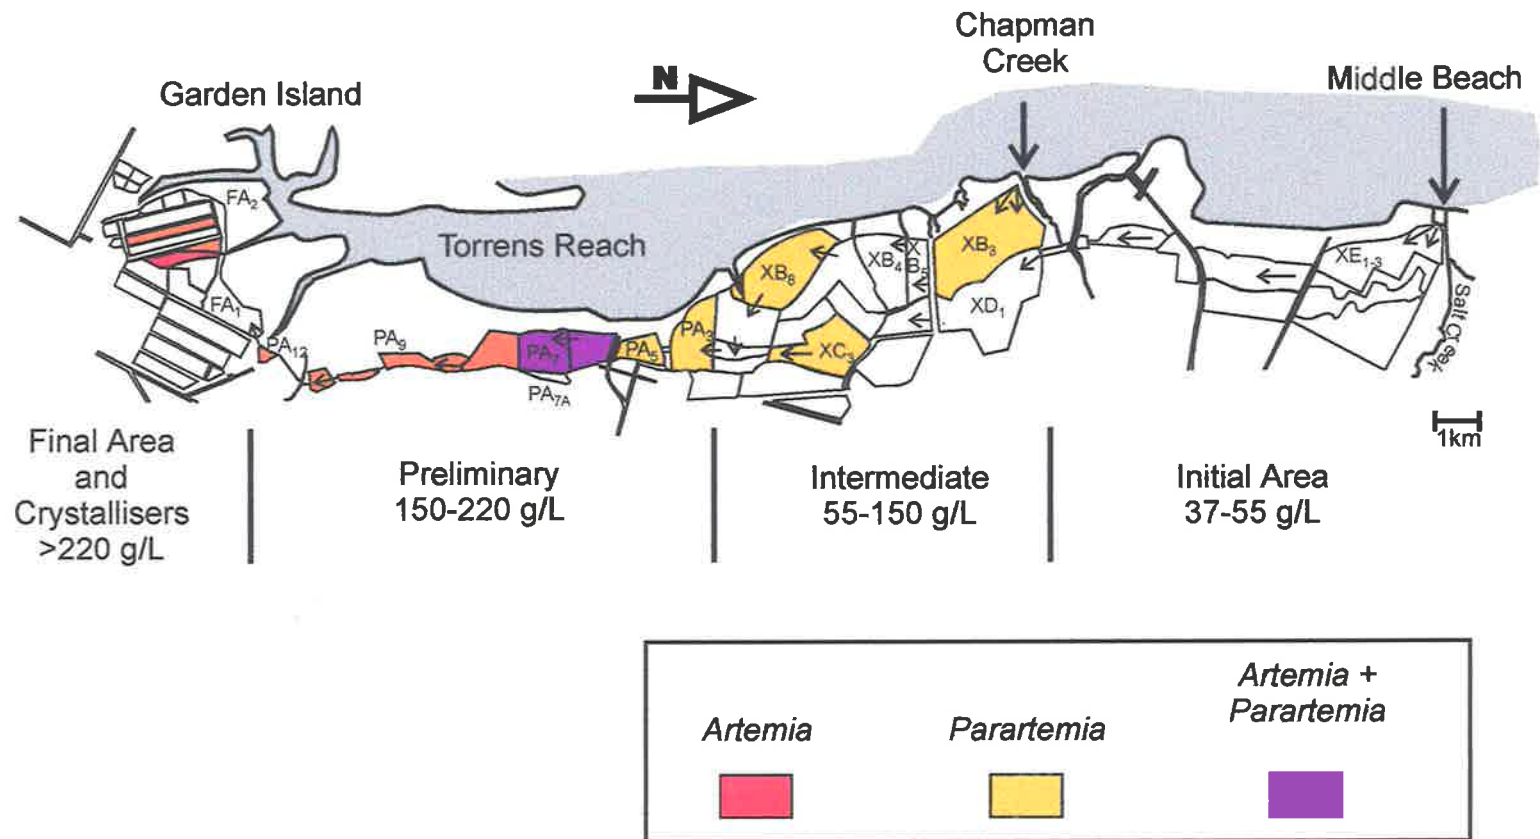 Chapman
Creek
Middle Beach
Garden Island
N
FA2
Torrens Reach
XB8
XB4
X
B5
XB3
XE1-3
XD1
FA1
PA12
PA9
PA7
PA5
PA3
XC3
PA7A
Salt Creek
1km
Final Area
and
Crystallisers
>220 g/L
Preliminary
150-220 g/L
Intermediate
55-150 g/L
Initial Area
37-55 g/L
Artemia
Parartemia
Artemia +
Parartemia